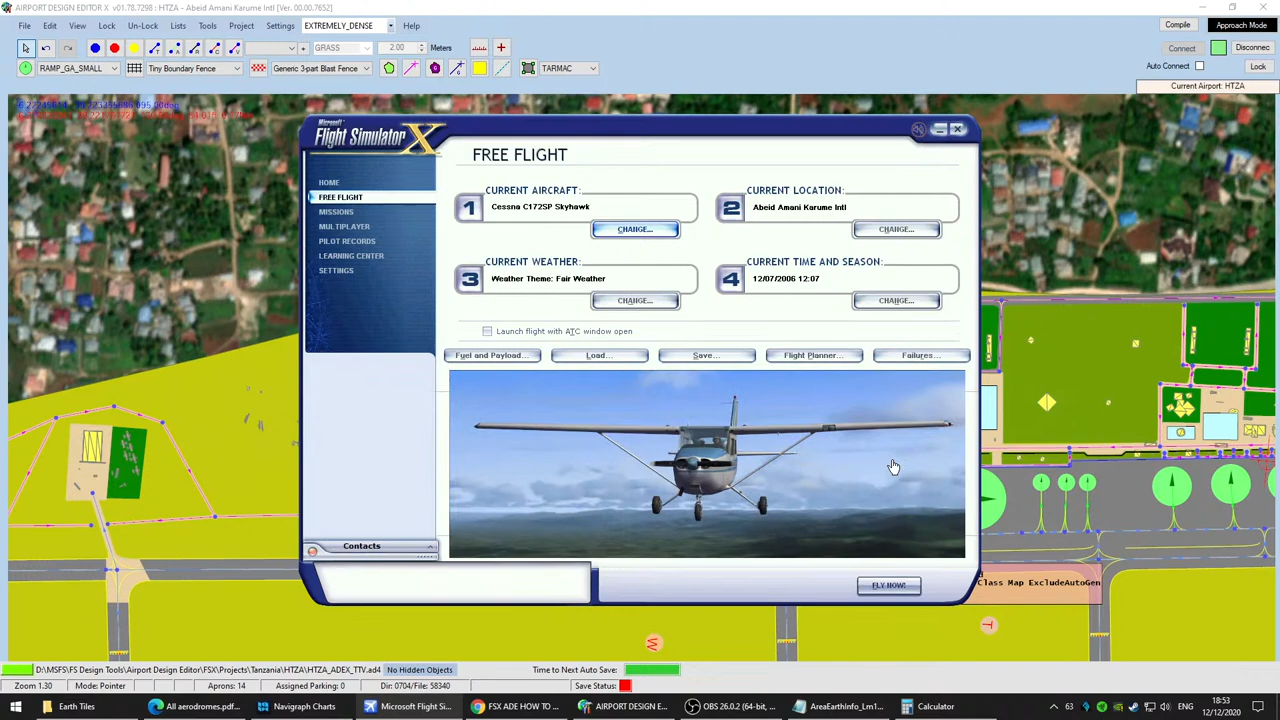 AIRPORT DESIGN EDITOR X  v01.78.7298 : HTZA - Abeid Amani Karume Intl (Ver. 00.00.7652)
File Edit View Lock Un-Lock Lists Tools Project Settings EXTREMELY_DENSE Help
Compile Approach Mode
GRASS 2.00 Meters
Connect Disconnec
RAMP_GA_SMALL Tiny Boundary Fence Generic 3-part Blast Fence TARMAC
Auto Connect Lock
Current Airport: HTZA
Microsoft
Flight Simulator X
FREE FLIGHT
HOME
FREE FLIGHT
MISSIONS
MULTIPLAYER
PILOT RECORDS
LEARNING CENTER
SETTINGS
1 CURRENT AIRCRAFT:
Cessna C172SP Skyhawk
CHANGE...
2 CURRENT LOCATION:
Abeid Amani Karume Intl
CHANGE...
3 CURRENT WEATHER:
Weather Theme: Fair Weather
CHANGE...
4 CURRENT TIME AND SEASON:
12/07/2006 12:07
CHANGE...
Launch flight with ATC window open
Fuel and Payload... Load... Save... Flight Planner... Failures...
Contacts
FLY NOW!
Class Map ExcludeAutoGen
W
T
D:\MSFS\FS Design Tools\Airport Design Editor\FSX\Projects\Tanzania\HTZA\HTZA_ADEX_TTV.ad4 No Hidden Objects Time to Next Auto Save:
Zoom 1.30 Mode: Pointer Aprons: 14 Assigned Parking: 0 Dir: 0704/File: 58340 Save Status:
Earth Tiles All aerodromes.pdf... Navigraph Charts Microsoft Flight Si... FSX ADE HOW TO ... AIRPORT DESIGN E... OBS 26.0.2 (64-bit, ... AreaEarthInfo_Lm1... Calculator 63 18:53
12/12/2020